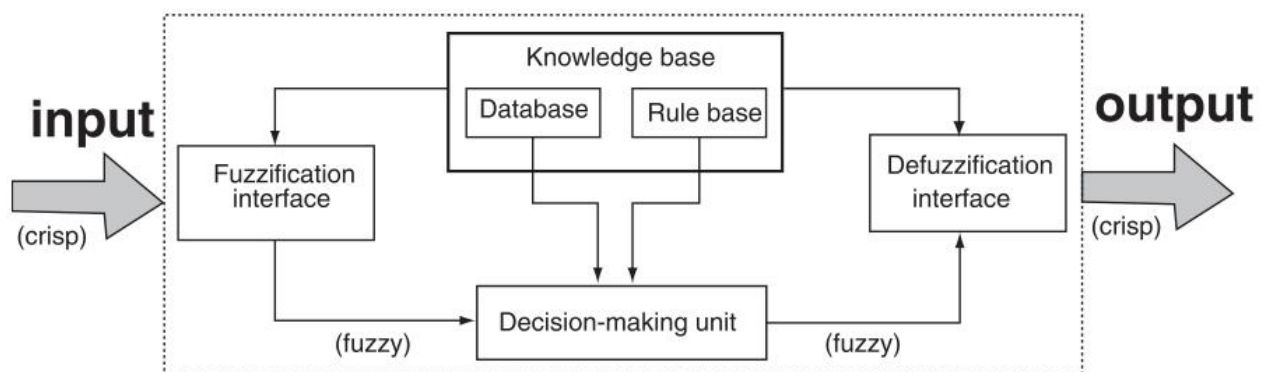 Knowledge base
input
Database
Rule base
output
Fuzzification
interface
Defuzzification
interface
(crisp)
(crisp)
Decision-making unit
(fuzzy)
(fuzzy)